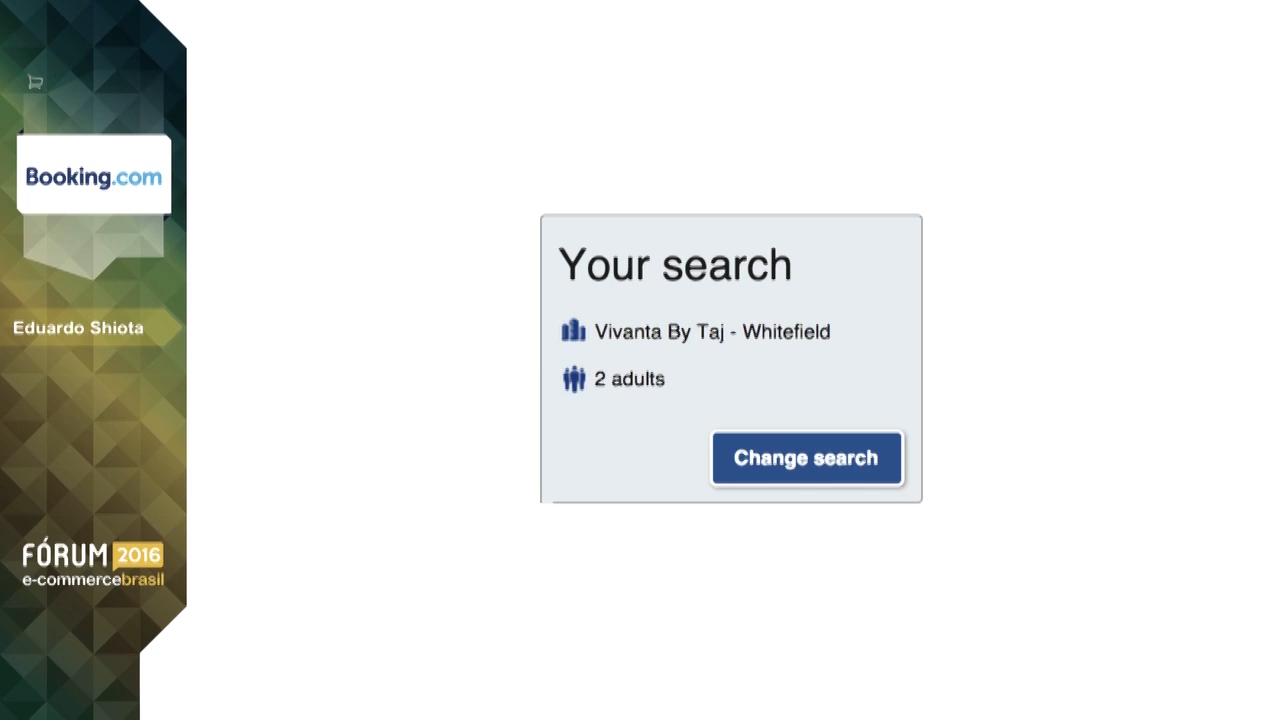 Booking.com
Eduardo Shiota
FÓRUM 2016
e-commercebrasil
Your search
Vivanta By Taj - Whitefield
2 adults
Change search